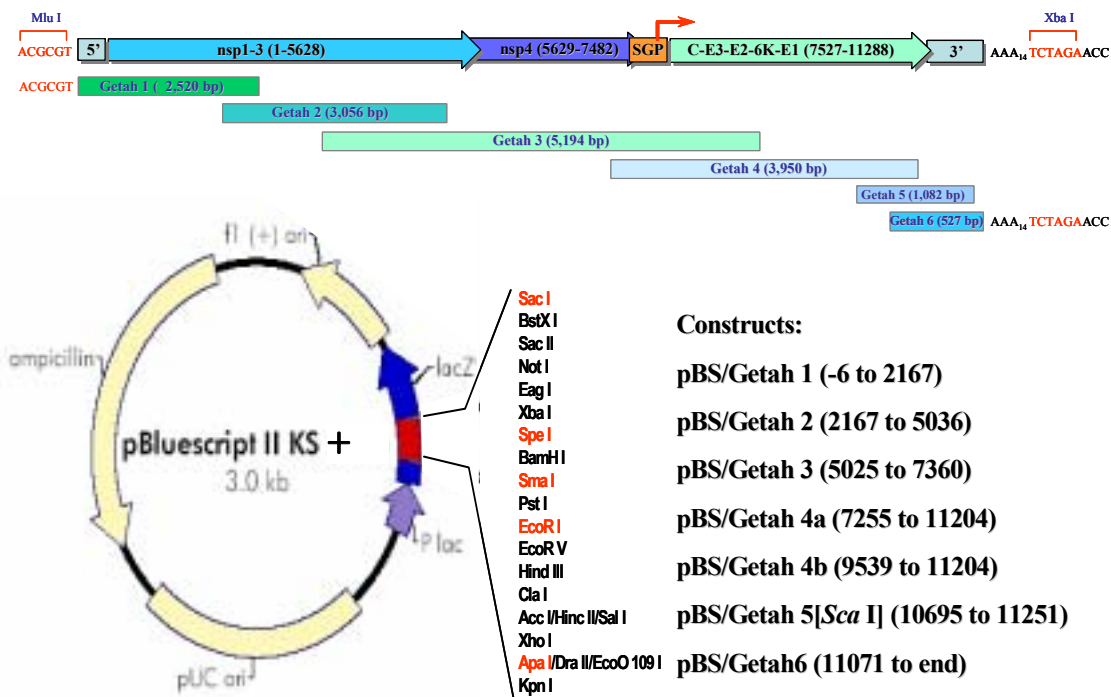 Mlu I
Xba I
ACGCGT 5’ nsp1-3 (1-5628) nsp4 (5629-7482) SGP C-E3-E2-6K-E1 (7527-11288) 3’ AAA14 TCTAGAACC
ACGCGT Getah 1 ( 2,520 bp)
Getah 2 (3,056 bp)
Getah 3 (5,194 bp)
Getah 4 (3,950 bp)
Getah 5 (1,082 bp)
Getah 6 (527 bp) AAA14 TCTAGAACC
f1 (+) ori
ampicillin
lacZ
pBluescript II KS +
3.0 kb
P lac
pUC ori
Sac I
BstX I
Sac II
Not I
Eag I
Xba I
Spe I
BamH I
Sma I
Pst I
EcoR I
EcoR V
Hind III
Cla I
Acc I/Hinc II/Sal I
Xho I
Apa I/Dra II/EcoO 109 I
Kpn I
Constructs:
pBS/Getah 1 (-6 to 2167)
pBS/Getah 2 (2167 to 5036)
pBS/Getah 3 (5025 to 7360)
pBS/Getah 4a (7255 to 11204)
pBS/Getah 4b (9539 to 11204)
pBS/Getah 5[Sca I] (10695 to 11251)
pBS/Getah6 (11071 to end)